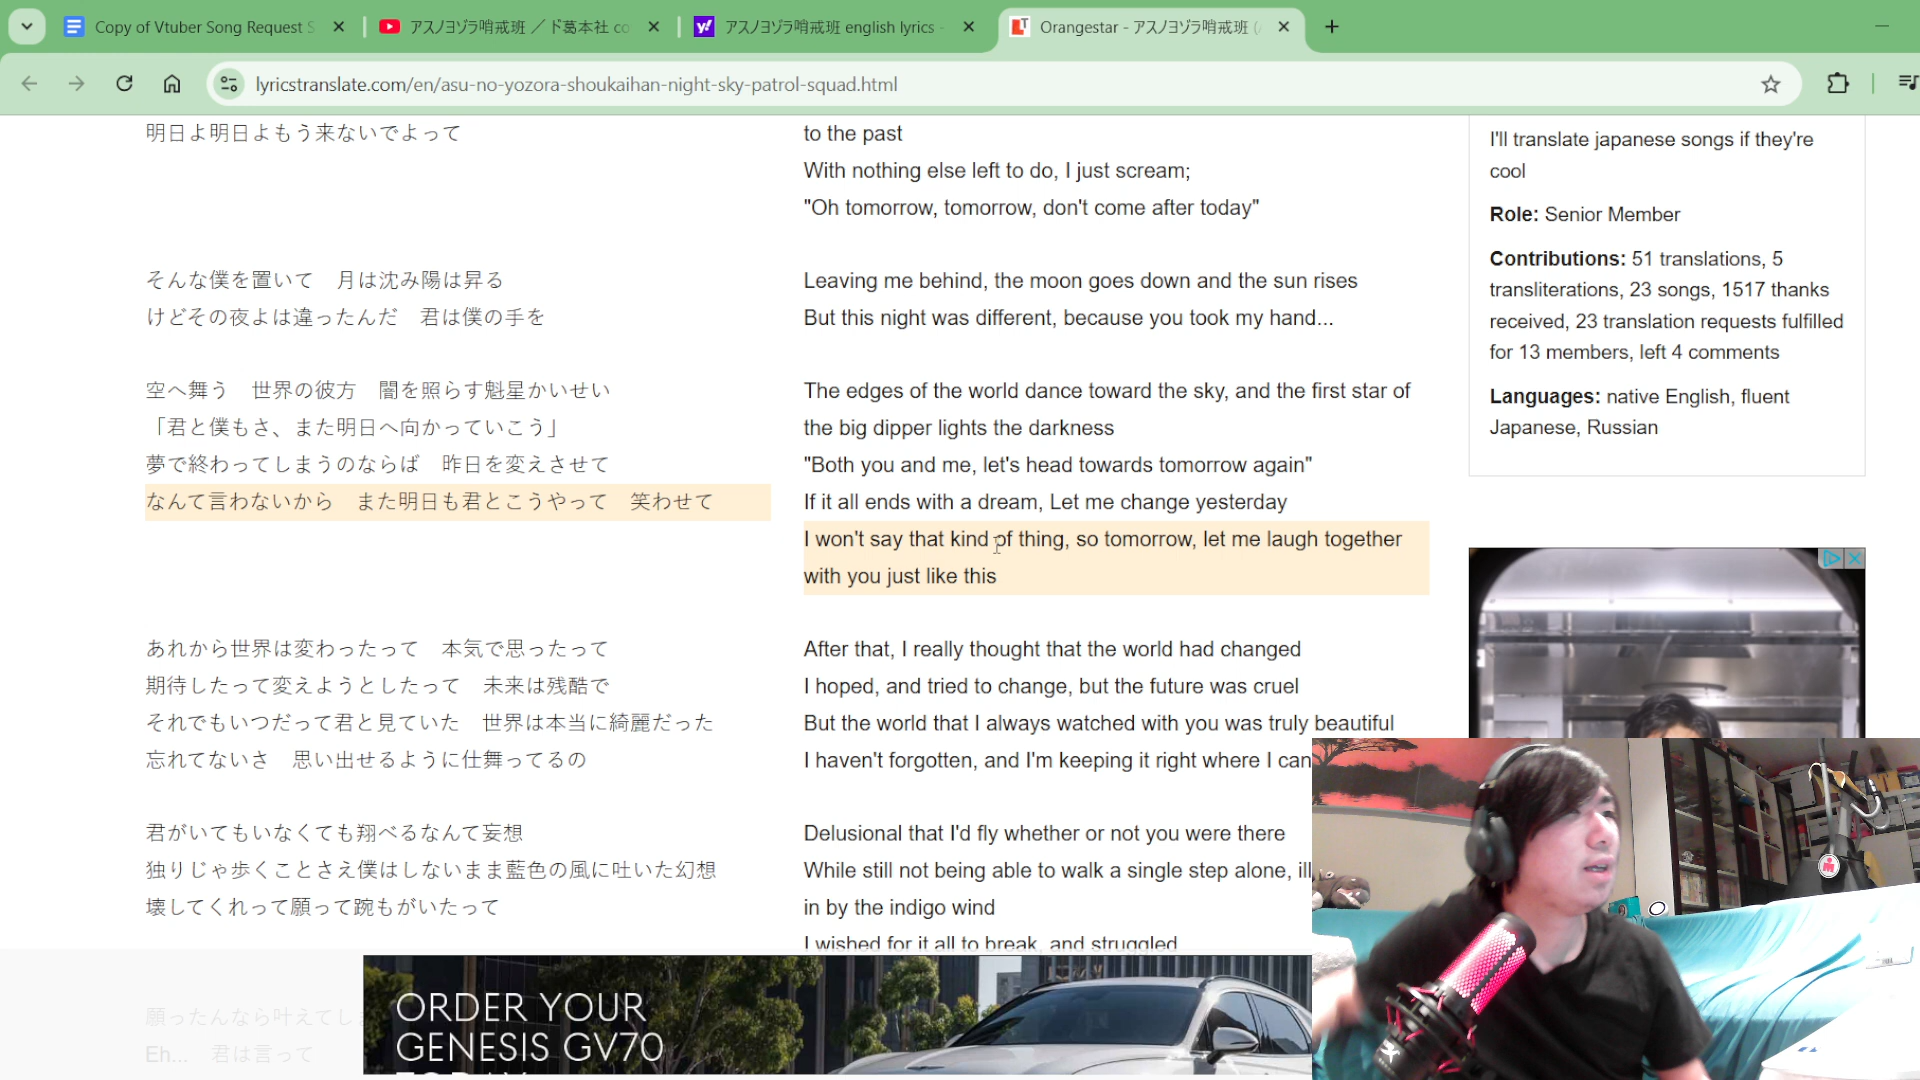 Copy of Vtuber Song Request S
アスノヨゾラ哨戒班 ／ ド葛本社 co
アスノヨゾラ哨戒班 english lyrics -
Orangestar - アスノヨゾラ哨戒班 (
lyricstranslate.com/en/asu-no-yozora-shoukaihan-night-sky-patrol-squad.html
明日よ明日よもう来ないでよって
そんな僕を置いて　月は沈み陽は昇る
けどその夜よは違ったんだ　君は僕の手を
空へ舞う　世界の彼方　闇を照らす魁星かいせい
「君と僕もさ、また明日へ向かっていこう」
夢で終わってしまうのならば　昨日を変えさせて
なんて言わないから　また明日も君とこうやって　笑わせて
あれから世界は変わったって　本気で思ったって
期待したって変えようとしたって　未来は残酷で
それでもいつだって君と見ていた　世界は本当に綺麗だった
忘れてないさ　思い出せるように仕舞ってるの
君がいてもいなくても翔べるなんて妄想
独りじゃ歩くことさえ僕はしないまま藍色の風に吐いた幻想
壊してくれって願って踠もがいたって
願ったんなら叶えてし
Eh...　君は言って
to the past
With nothing else left to do, I just scream;
"Oh tomorrow, tomorrow, don't come after today"
Leaving me behind, the moon goes down and the sun rises
But this night was different, because you took my hand...
The edges of the world dance toward the sky, and the first star of
the big dipper lights the darkness
"Both you and me, let's head towards tomorrow again"
If it all ends with a dream, Let me change yesterday
I won't say that kind of thing, so tomorrow, let me laugh together
with you just like this
After that, I really thought that the world had changed
I hoped, and tried to change, but the future was cruel
But the world that I always watched with you was truly beautiful
I haven't forgotten, and I'm keeping it right where I can
Delusional that I'd fly whether or not you were there
While still not being able to walk a single step alone, ill
in by the indigo wind
I wished for it all to break, and struggled
I'll translate japanese songs if they're
cool
Role: Senior Member
Contributions: 51 translations, 5
transliterations, 23 songs, 1517 thanks
received, 23 translation requests fulfilled
for 13 members, left 4 comments
Languages: native English, fluent
Japanese, Russian
ORDER YOUR
GENESIS GV70
TODAY